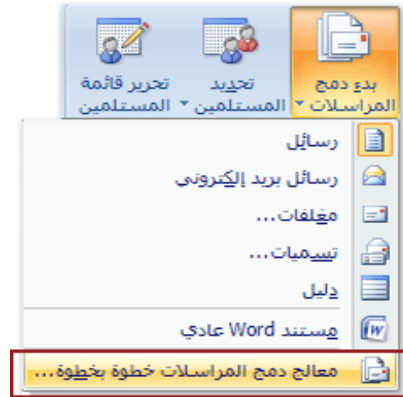 بدء دمج المراسلات
تحديد المستلمين
تحرير قائمة المستلمين
رسائل
رسائل بريد إلكتروني
مغلفات...
تسميات...
دليل
مستند Word عادي
معالج دمج المراسلات خطوة بخطوة...